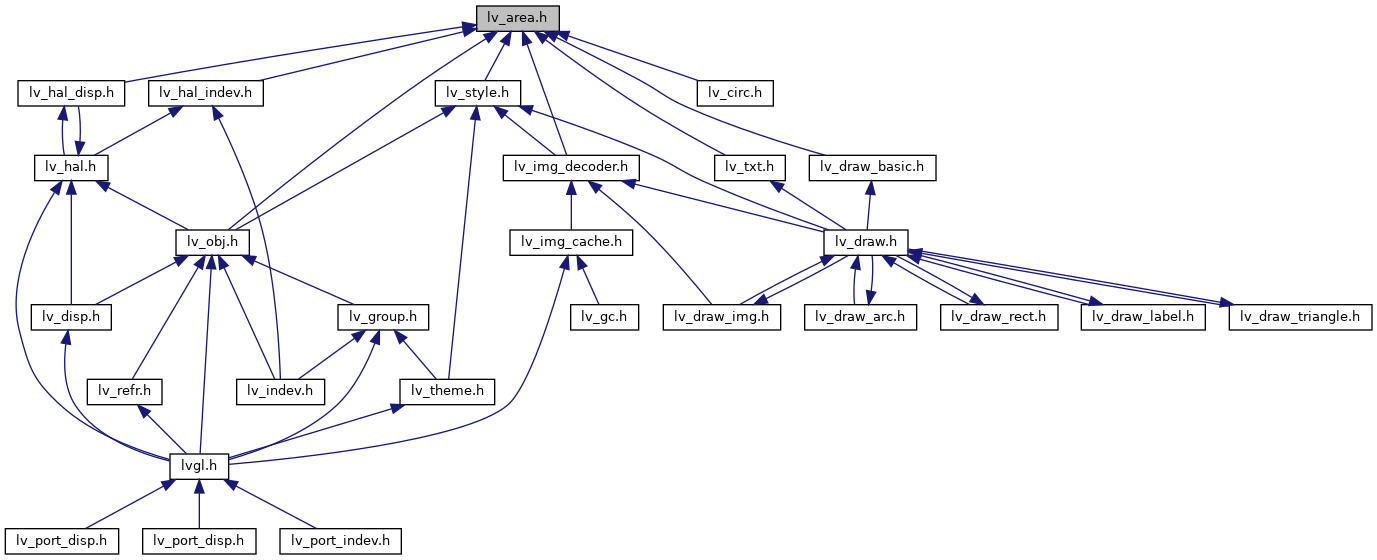 lv_area.h
lv_hal_disp.h
lv_hal_indev.h
lv_style.h
lv_circ.h
lv_hal.h
lv_img_decoder.h
lv_txt.h
lv_draw_basic.h
lv_obj.h
lv_img_cache.h
lv_draw.h
lv_disp.h
lv_group.h
lv_gc.h
lv_draw_img.h
lv_draw_arc.h
lv_draw_rect.h
lv_draw_label.h
lv_draw_triangle.h
lv_refr.h
lv_indev.h
lv_theme.h
lvgl.h
lv_port_disp.h
lv_port_disp.h
lv_port_indev.h